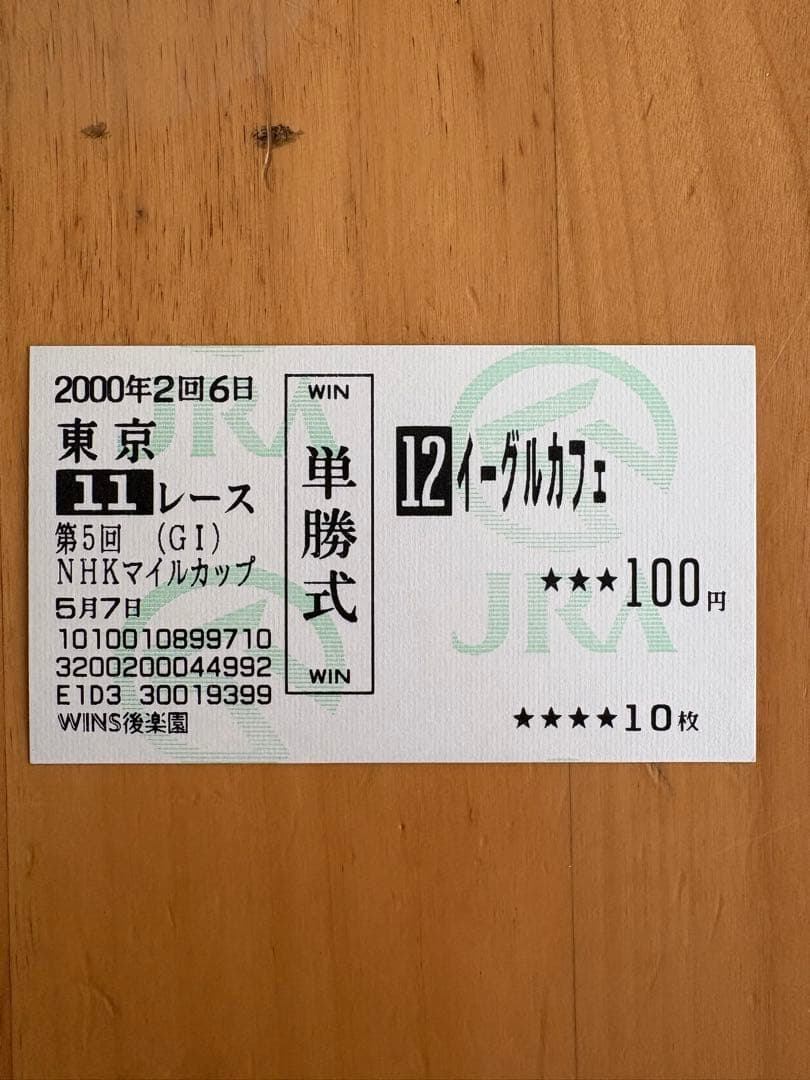 2000年2回6日
東京
11レース
第5回 (GI)
NHKマイルカップ
5月7日
1010010899710
3200200044992
E1D3 30019399
WINS後楽園
WIN
単勝式
WIN
12イーグルカフェ
★★★100円
★★★★10枚
JRA
JRA